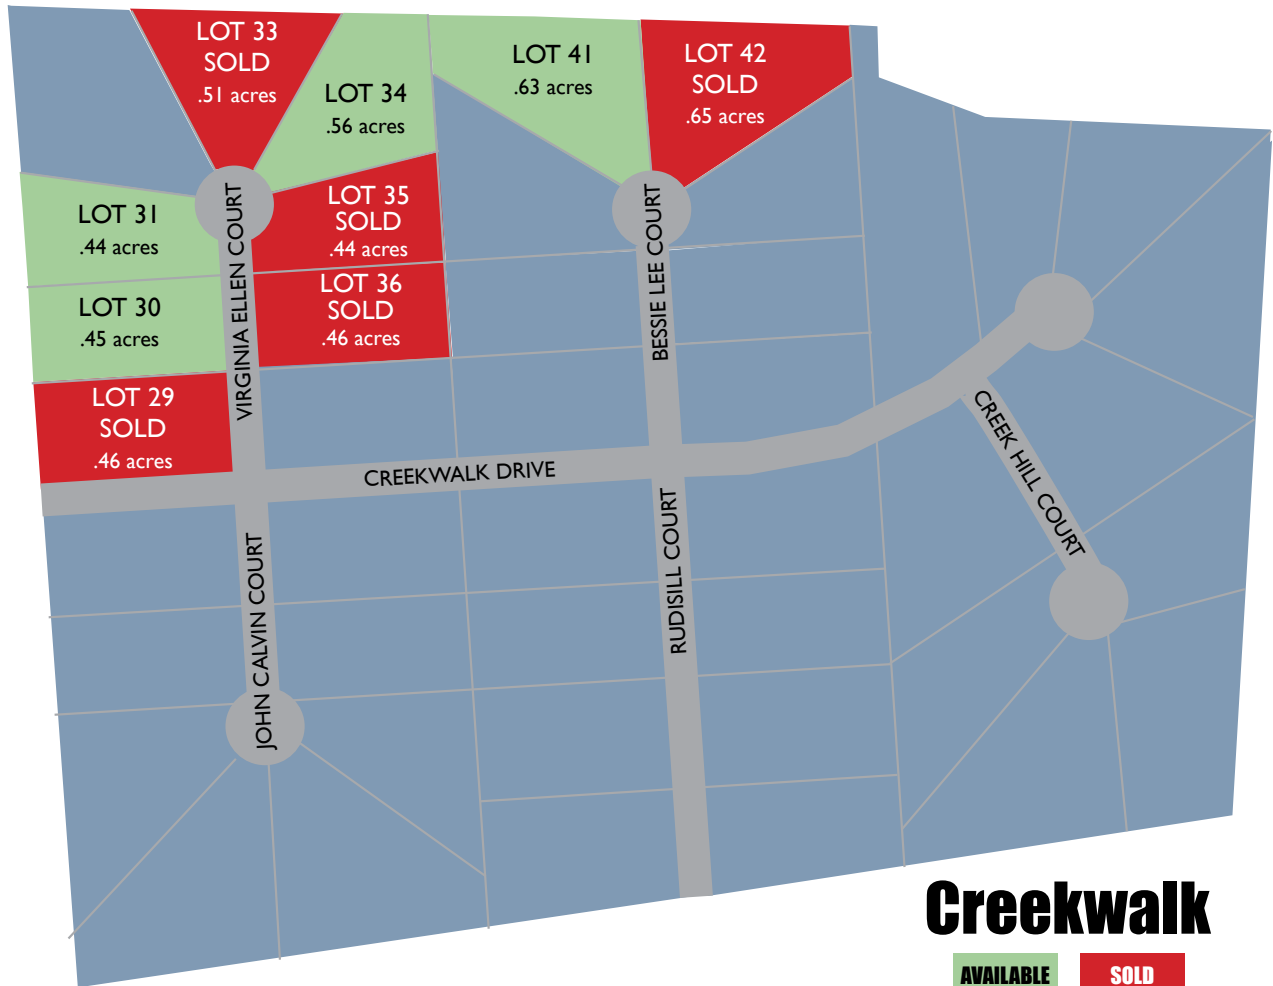 LOT 33
SOLD
.51 acres
LOT 34
.56 acres
LOT 41
.63 acres
LOT 42
SOLD
.65 acres
LOT 31
.44 acres
LOT 35
SOLD
.44 acres
LOT 30
.45 acres
LOT 36
SOLD
.46 acres
LOT 29
SOLD
.46 acres
VIRGINIA ELLEN COURT
BESSIE LEE COURT
CREEKWALK DRIVE
CREEK HILL COURT
JOHN CALVIN COURT
RUDISILL COURT
Creekwalk
AVAILABLE
SOLD